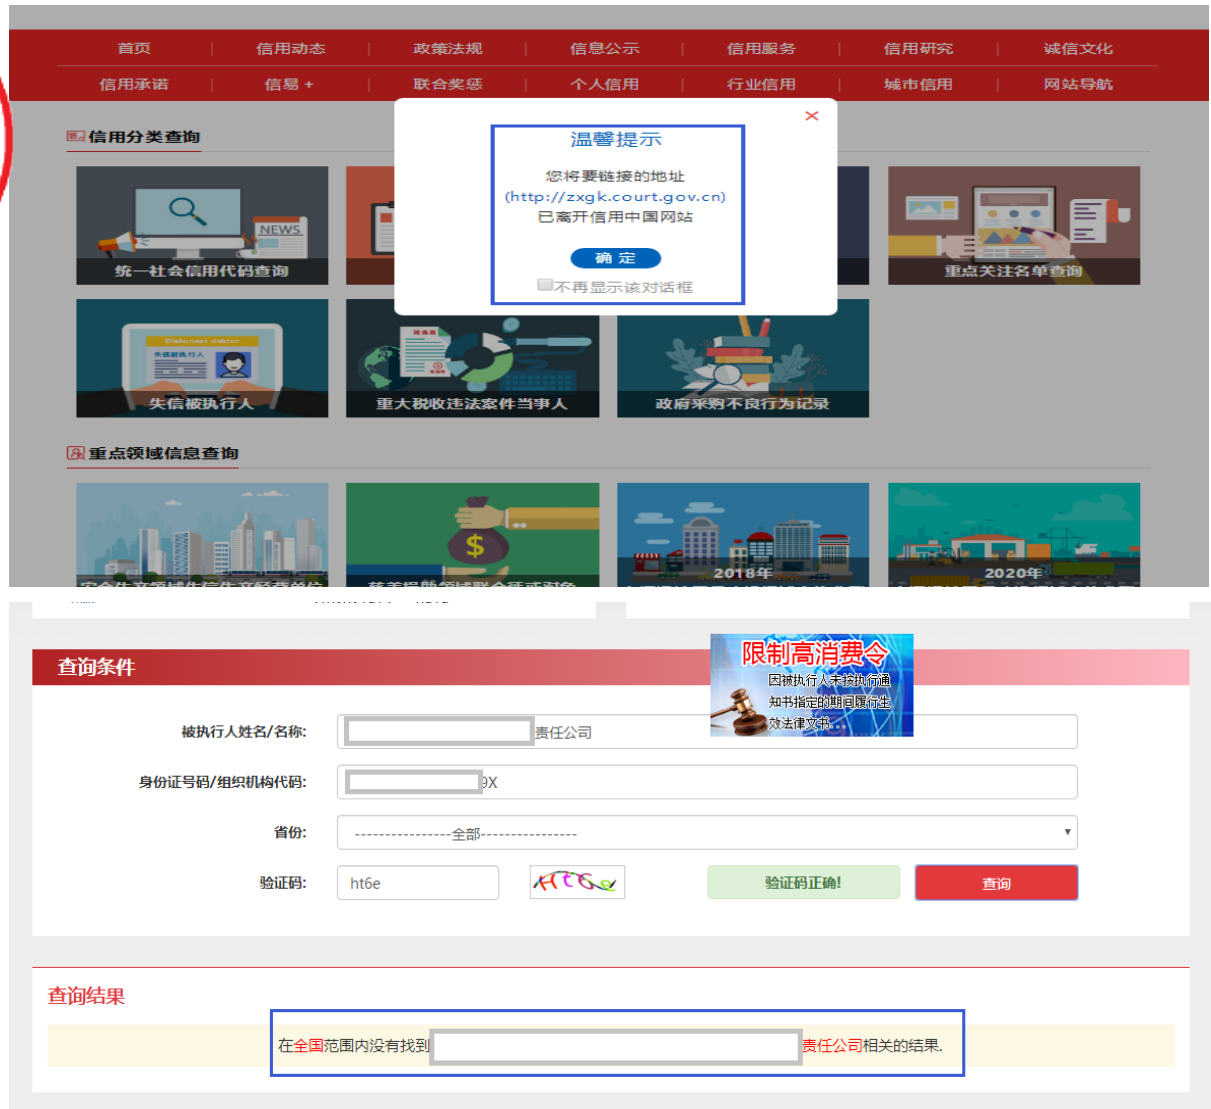 首页 信用动态 政策法规 信息公示 信用服务 信用研究 诚信文化
信用承诺 信易＋ 联合奖惩 个人信用 行业信用 城市信用 网站导航
信用分类查询
温馨提示
您将要链接的地址
(http://zxgk.court.gov.cn)
已离开信用中国网站
确 定
不再显示该对话框
NEWS
统一社会信用代码查询
重点关注名单查询
Dishonest debtor
失信被执行人
失信被执行人
重大税收违法案件当事人
政府采购不良行为记录
重点领域信息查询
2018年
2020年
查询条件
限制高消费令
因被执行人未按执行通
知书指定的期间履行生
效法律文书...
被执行人姓名/名称:
责任公司
身份证号码/组织机构代码:
9X
省份:
----------------全部----------------
验证码:
ht6e
Ht6e
验证码正确!
查询
查询结果
在全国范围内没有找到 责任公司相关的结果.